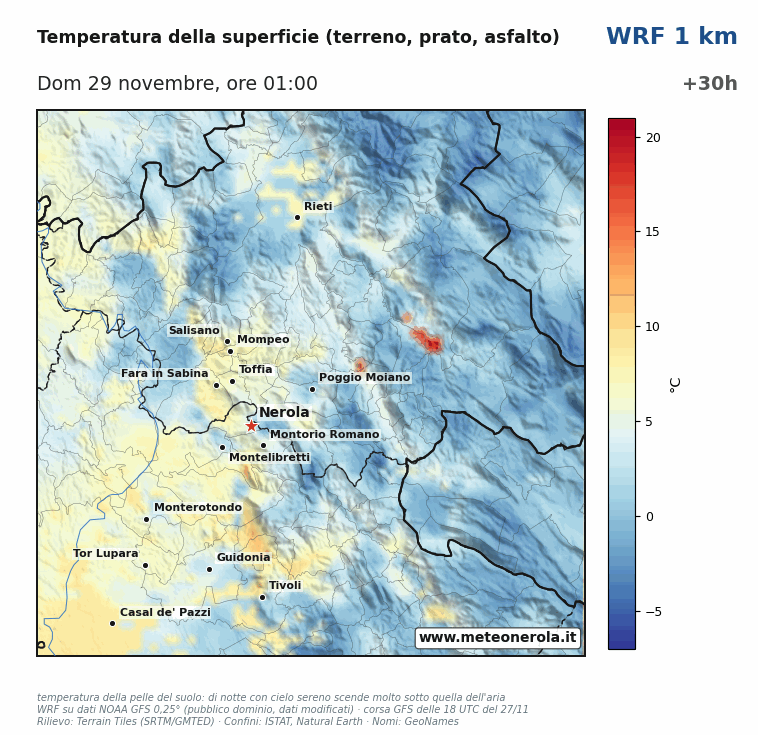 Temperatura della superficie (terreno, prato, asfalto)
WRF 1 km
Dom 29 novembre, ore 01:00
+30h
Rieti
Salisano
Mompeo
Fara in Sabina
Toffia
Poggio Moiano
Nerola
Montorio Romano
Montelibretti
Monterotondo
Tor Lupara
Guidonia
Tivoli
Casal de' Pazzi
www.meteonerola.it
20
15
10
5
0
−5
°C
temperatura della pelle del suolo: di notte con cielo sereno scende molto sotto quella dell'aria
WRF su dati NOAA GFS 0,25° (pubblico dominio, dati modificati) · corsa GFS delle 18 UTC del 27/11
Rilievo: Terrain Tiles (SRTM/GMTED) · Confini: ISTAT, Natural Earth · Nomi: GeoNames